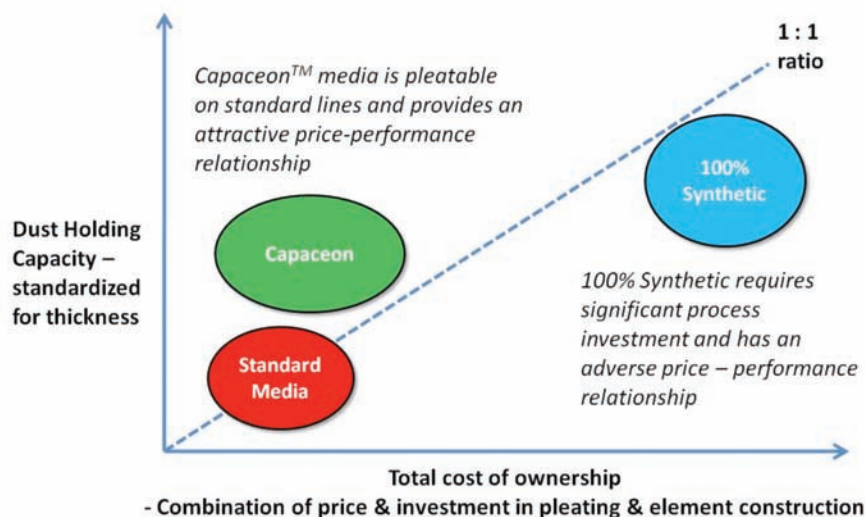 1 : 1
ratio
Capaceon™ media is pleatable
on standard lines and provides an
attractive price-performance
relationship
100%
Synthetic
Dust Holding
Capacity –
standardized
for thickness
Capaceon
100% Synthetic requires
significant process
investment and has an
adverse price – performance
relationship
Standard
Media
Total cost of ownership
- Combination of price & investment in pleating & element construction